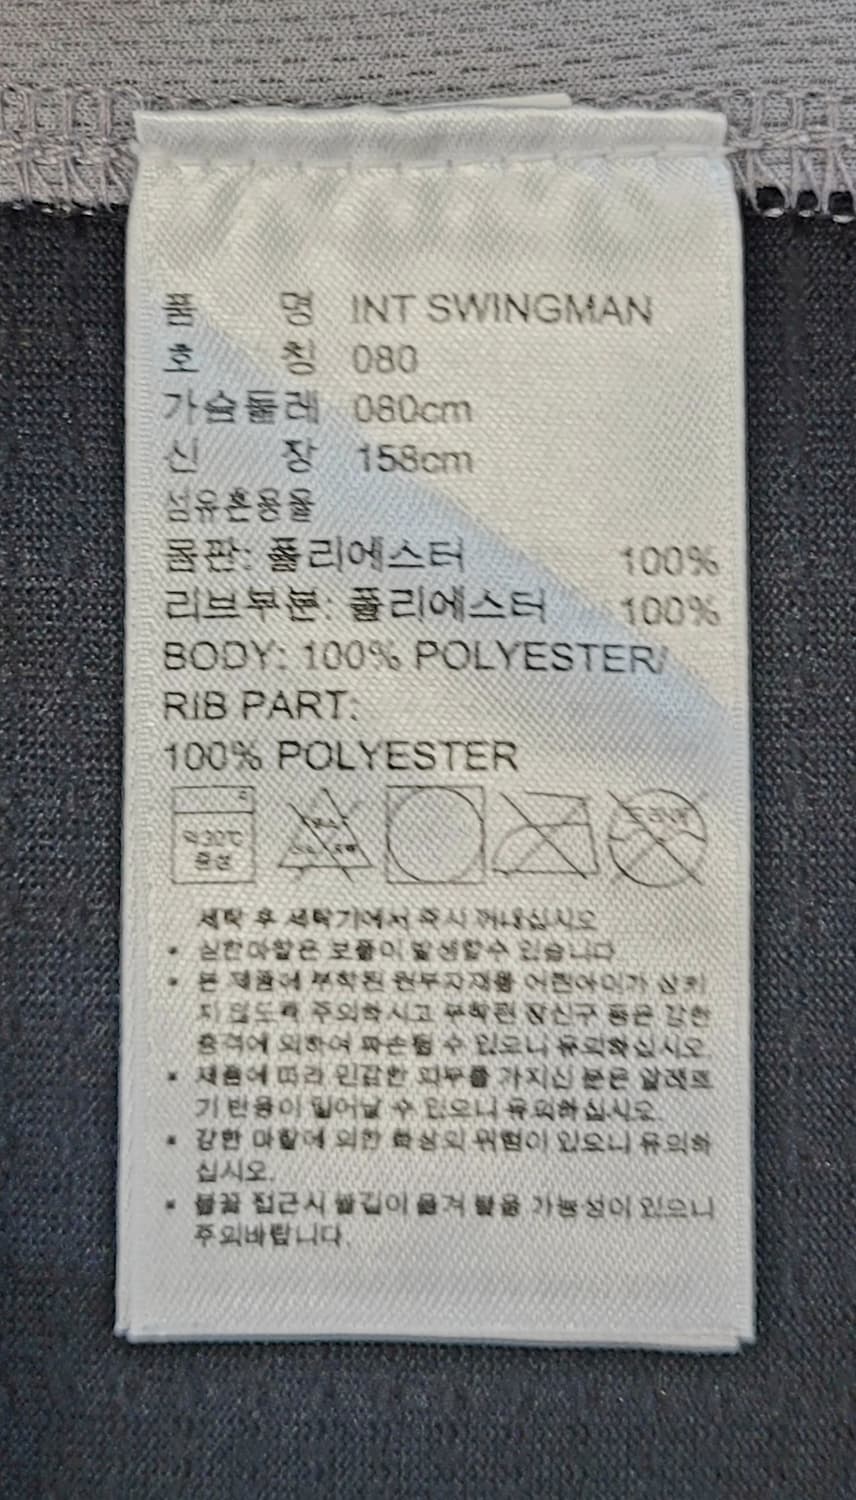 품 명 INT SWINGMAN
호 칭 080
가슴둘레 080cm
신 장 158cm
섬유혼용율
몸판: 폴리에스터 100%
리브부분: 폴리에스터 100%
BODY: 100% POLYESTER/
RIB PART:
100% POLYESTER
약30℃
중성
드라이
세탁 후 세탁기에서 즉시 꺼내십시오
• 심한마찰은 보풀이 발생할수 있습니다
• 본 제품에 부착된 원부자재를 어린아이가 삼키
지 않도록 주의하시고 부착된 장신구 등은 강한
충격에 의하여 파손될 수 있으니 유의하십시오.
• 제품에 따라 민감한 피부를 가지신 분은 알레르
기 반응이 일어날 수 있으니 유의하십시오.
• 강한 마찰에 의한 화상의 위험이 있으니 유의하
십시오.
• 불꽃 접근시 불길이 옮겨 붙을 가능성이 있으니
주의바랍니다.